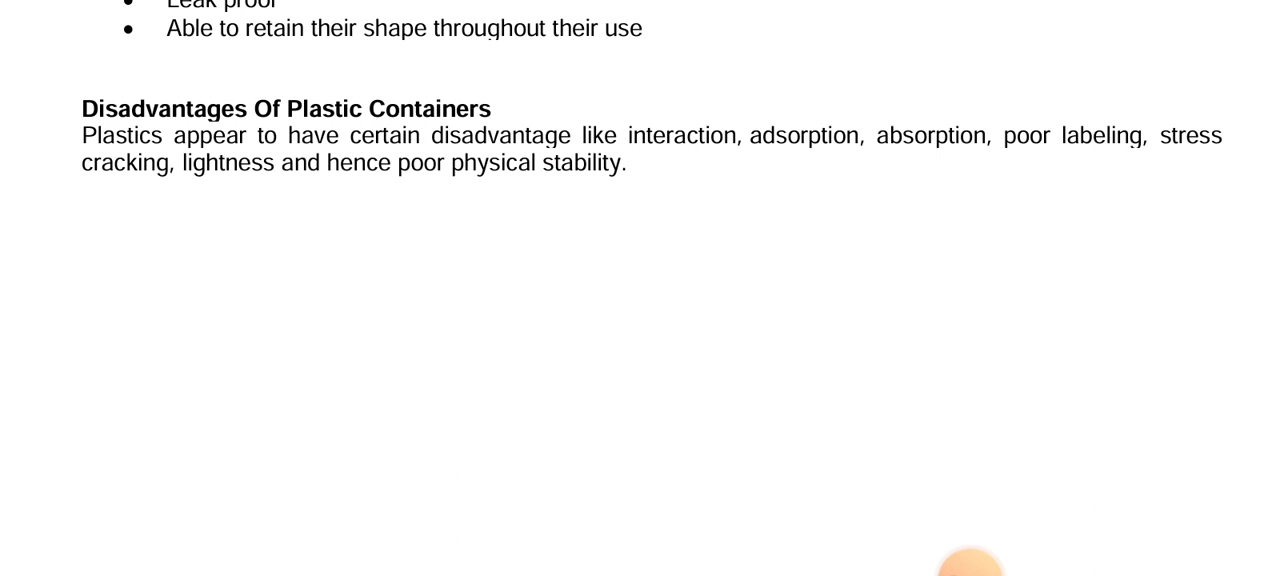 • Leak proof
• Able to retain their shape throughout their use
Disadvantages Of Plastic Containers
Plastics appear to have certain disadvantage like interaction, adsorption, absorption, poor labeling, stress
cracking, lightness and hence poor physical stability.